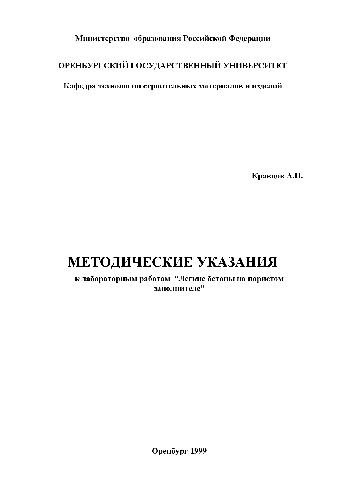 Министерство образования Российской Федерации
ОРЕНБУРГСКИЙ ГОСУДАРСТВЕННЫЙ УНИВЕРСИТЕТ
Кафедра технологии строительных материалов и изделий
Кравцов А.И.
МЕТОДИЧЕСКИЕ УКАЗАНИЯ
к лабораторным работам "Легкие бетоны на пористом
заполнителе"
Оренбург 1999